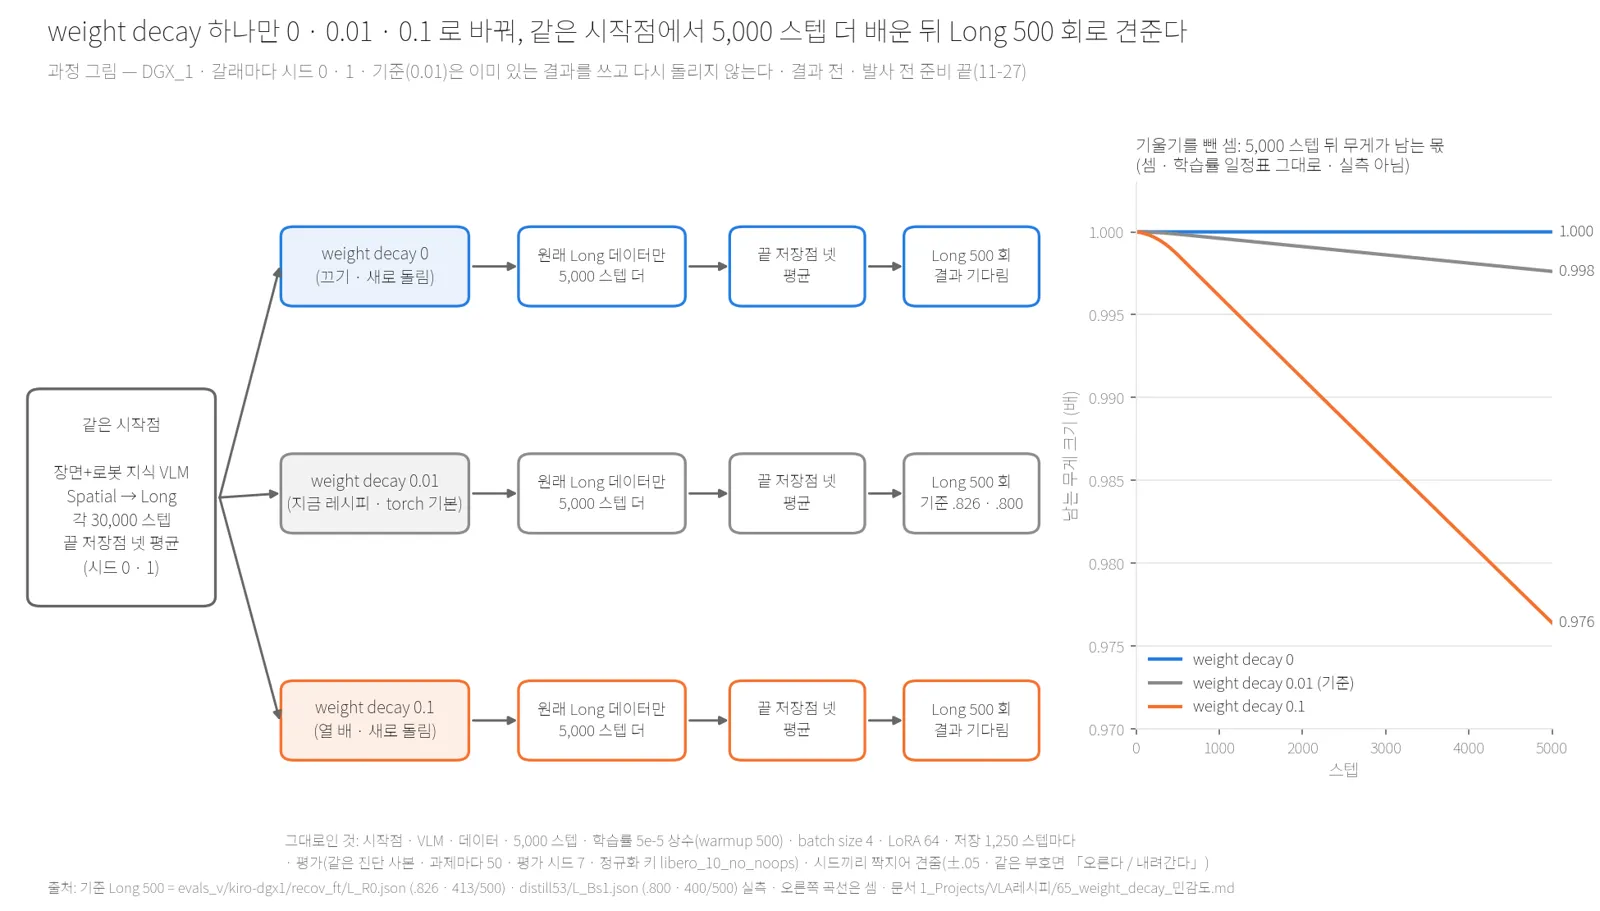 weight decay 하나만 0 · 0.01 · 0.1 로 바꿔, 같은 시작점에서 5,000 스텝 더 배운 뒤 Long 500 회로 견준다
과정 그림 — DGX_1 · 갈래마다 시드 0 · 1 · 기준(0.01)은 이미 있는 결과를 쓰고 다시 돌리지 않는다 · 결과 전 · 발사 전 준비 끝(11-27)
같은 시작점
장면+로봇 지식 VLM
Spatial → Long
각 30,000 스텝
끝 저장점 넷 평균
(시드 0 · 1)
weight decay 0
(끄기 · 새로 돌림)
원래 Long 데이터만
5,000 스텝 더
끝 저장점 넷
평균
Long 500 회
결과 기다림
weight decay 0.01
(지금 레시피 · torch 기본)
원래 Long 데이터만
5,000 스텝 더
끝 저장점 넷
평균
Long 500 회
기준 .826 · .800
weight decay 0.1
(열 배 · 새로 돌림)
원래 Long 데이터만
5,000 스텝 더
끝 저장점 넷
평균
Long 500 회
결과 기다림
기울기를 뺀 셈: 5,000 스텝 뒤 무게가 남는 몫
(셈 · 학습률 일정표 그대로 · 실측 아님)
남는 무게 크기 (배)
1.000
0.995
0.990
0.985
0.980
0.975
0.970
1.000
0.998
0.976
weight decay 0
weight decay 0.01 (기준)
weight decay 0.1
0
1000
2000
3000
4000
5000
스텝
그대로인 것: 시작점 · VLM · 데이터 · 5,000 스텝 · 학습률 5e-5 상수(warmup 500) · batch size 4 · LoRA 64 · 저장 1,250 스텝마다
· 평가(같은 진단 사본 · 과제마다 50 · 평가 시드 7 · 정규화 키 libero_10_no_noops) · 시드끼리 짝지어 견줌(±.05 · 같은 부호면 「오른다 / 내려간다」)
출처: 기준 Long 500 = evals_v/kiro-dgx1/recov_ft/L_R0.json (.826 · 413/500) · distill53/L_Bs1.json (.800 · 400/500) 실측 · 오른쪽 곡선은 셈 · 문서 1_Projects/VLA레시피/65_weight_decay_민감도.md